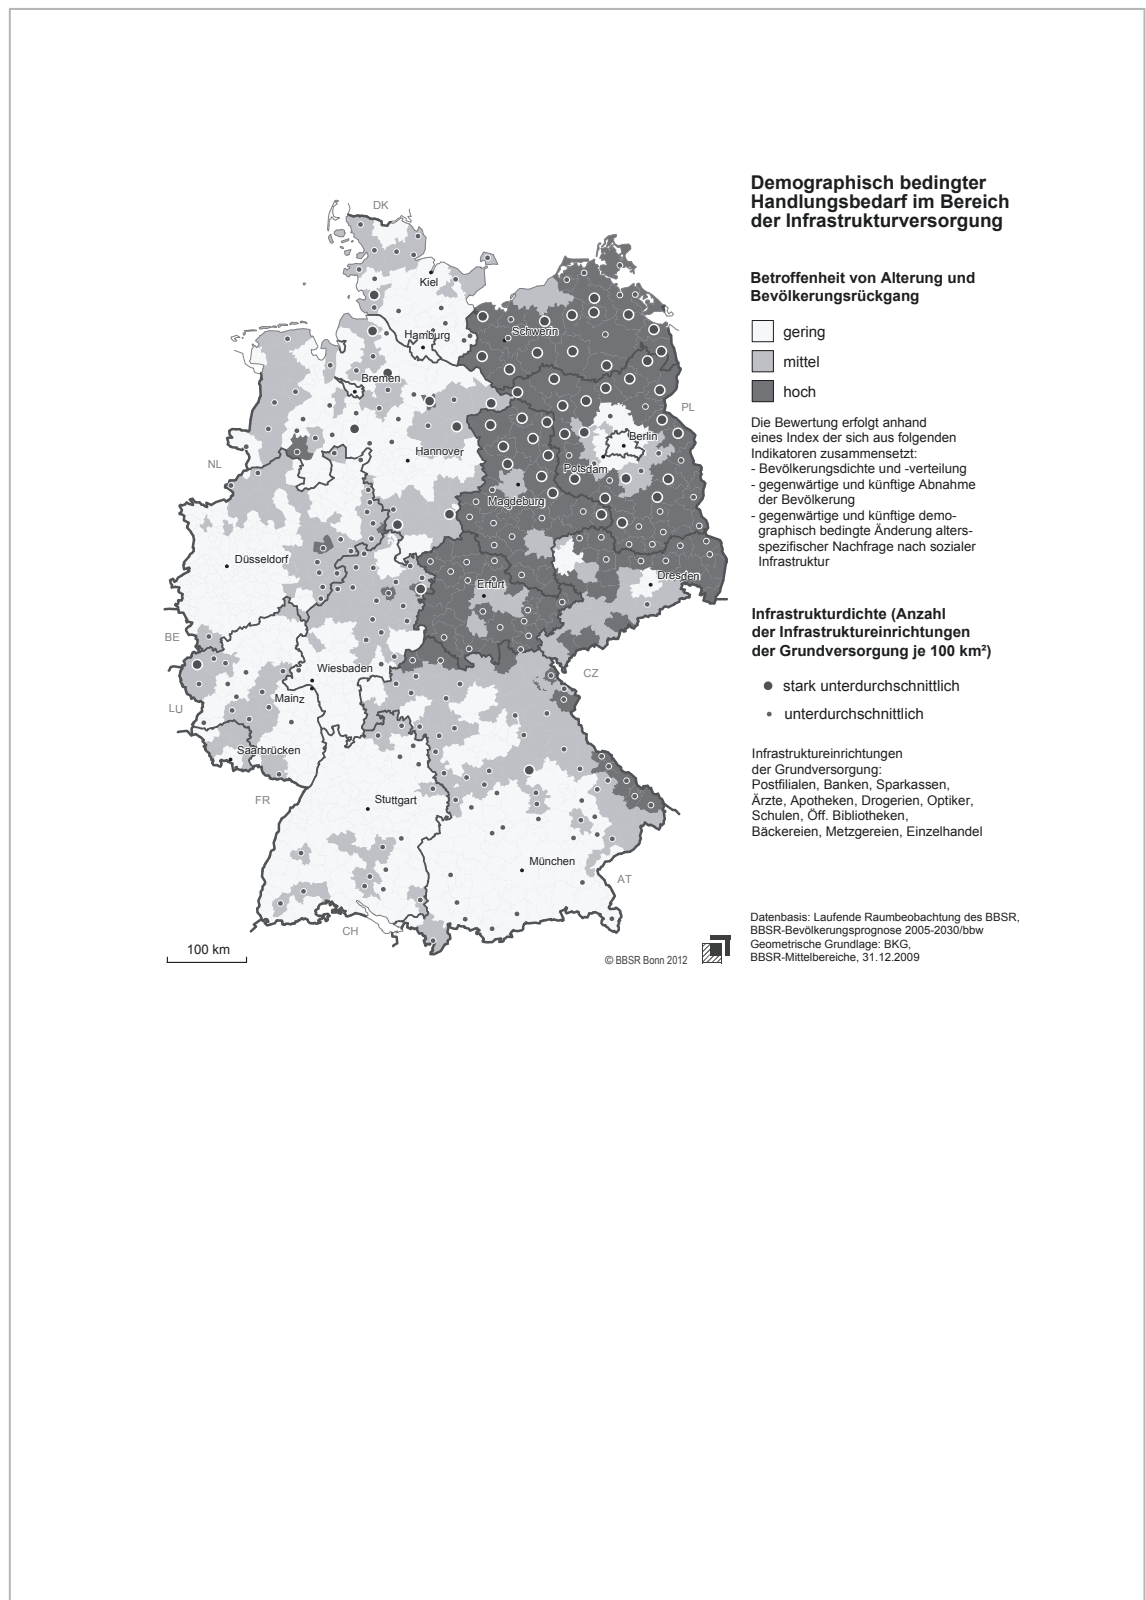 Demographisch bedingter
Handlungsbedarf im Bereich
der Infrastrukturversorgung
Betroffenheit von Alterung und
Bevölkerungsrückgang
gering
mittel
hoch
Die Bewertung erfolgt anhand
eines Index der sich aus folgenden
Indikatoren zusammensetzt:
- Bevölkerungsdichte und -verteilung
- gegenwärtige und künftige Abnahme
der Bevölkerung
- gegenwärtige und künftige demo-
graphisch bedingte Änderung alters-
spezifischer Nachfrage nach sozialer
Infrastruktur
Infrastrukturdichte (Anzahl
der Infrastruktureinrichtungen
der Grundversorgung je 100 km²)
stark unterdurchschnittlich
unterdurchschnittlich
Infrastruktureinrichtungen
der Grundversorgung:
Postfilialen, Banken, Sparkassen,
Ärzte, Apotheken, Drogerien, Optiker,
Schulen, Öff. Bibliotheken,
Bäckereien, Metzgereien, Einzelhandel
Datenbasis: Laufende Raumbeobachtung des BBSR,
BBSR-Bevölkerungsprognose 2005-2030/bbw
Geometrische Grundlage: BKG,
BBSR-Mittelbereiche, 31.12.2009
DK
Kiel
Hamburg
Schwerin
Bremen
PL
Berlin
Hannover
NL
Potsdam
Magdeburg
Düsseldorf
Dresden
Erfurt
BE
Wiesbaden
CZ
Mainz
LU
Saarbrücken
FR
Stuttgart
München
AT
CH
100 km
© BBSR Bonn 2012